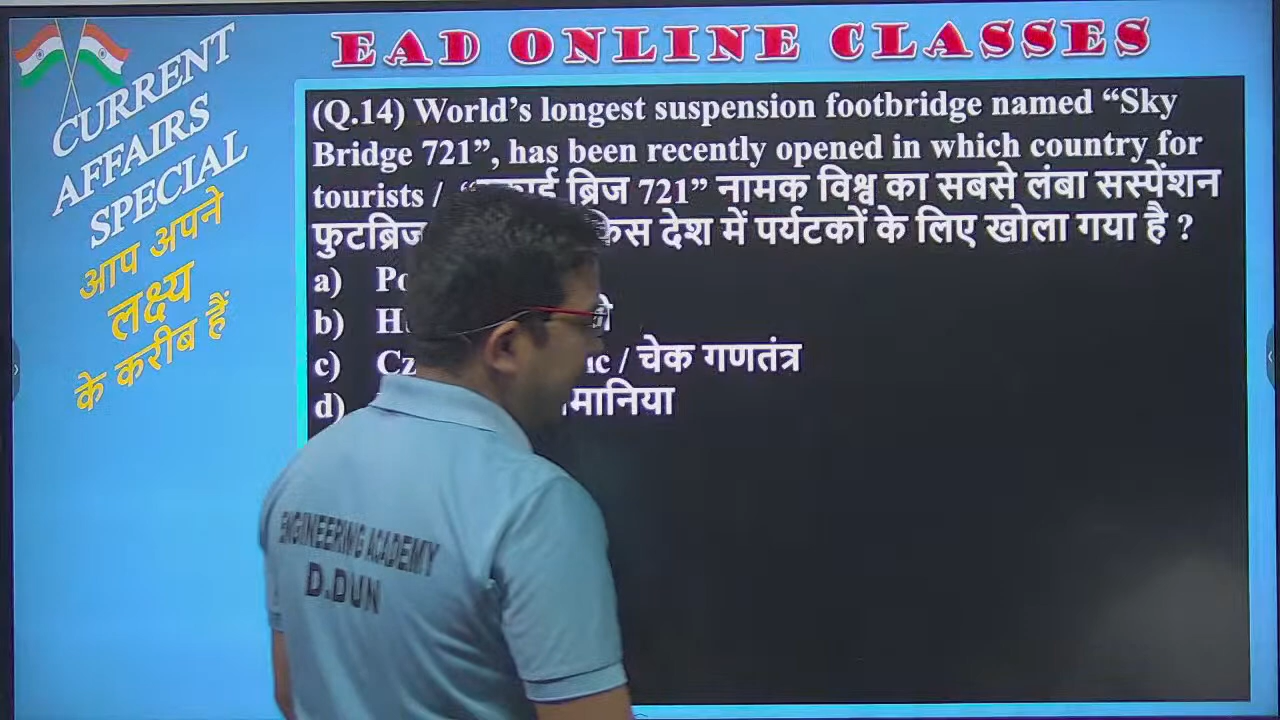 EAD ONLINE CLASSES
CURRENT
AFFAIRS
SPECIAL
आप अपने
लक्ष्य
के करीब हैं
(Q.14) World’s longest suspension footbridge named “Sky
Bridge 721”, has been recently opened in which country for
tourists / “ ब्रिज 721” नामक विश्व का सबसे लंबा सस्पेंशन
फुटब्रिज देश में पर्यटकों के लिए खोला गया है ?
a)
b)
c) / चेक गणतंत्र
d)
ENGINEERING ACADEMY
D.DUN